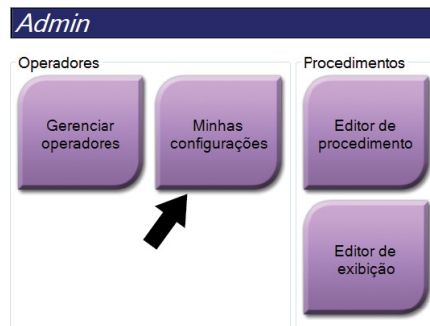 Admin
Operadores
Gerenciar
operadores
Minhas
configurações
Procedimentos
Editor de
procedimento
Editor de
exibição